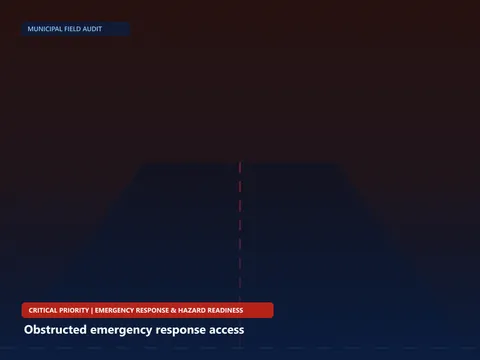 MUNICIPAL FIELD AUDIT
CRITICAL PRIORITY | EMERGENCY RESPONSE & HAZARD READINESS
Obstructed emergency response access